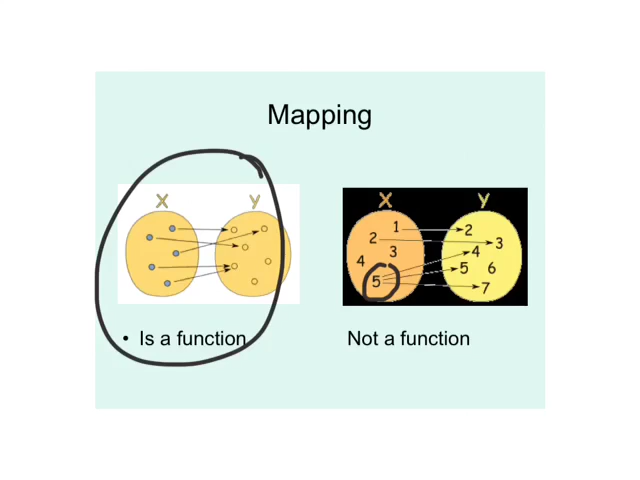 Mapping
X Y
• Is a function
X Y
1 2
2 3
3 4
4 5 6
5 7
Not a function